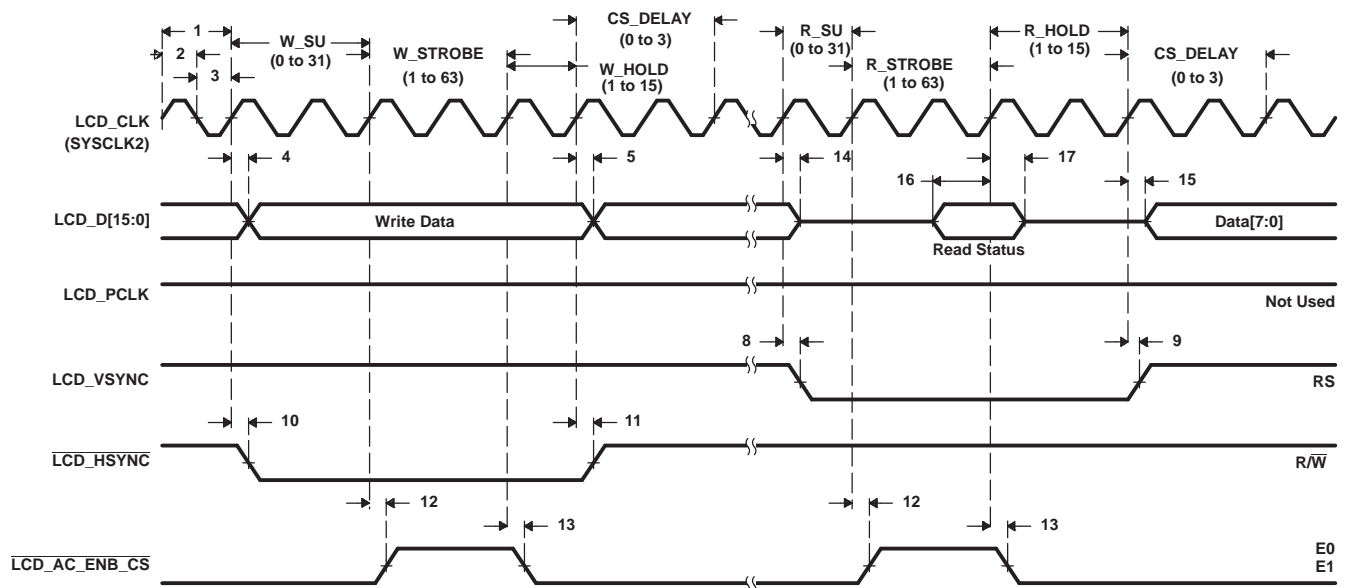 1
2
3
W_SU
(0 to 31)
W_STROBE
(1 to 63)
CS_DELAY
(0 to 3)
W_HOLD
(1 to 15)
R_SU
(0 to 31)
R_STROBE
(1 to 63)
R_HOLD
(1 to 15)
CS_DELAY
(0 to 3)
LCD_CLK
(SYSCLK2)
4
5
14
17
16
15
LCD_D[15:0]
Write Data
Data[7:0]
Read Status
LCD_PCLK
Not Used
8
9
LCD_VSYNC
RS
10
11
LCD_HSYNC
R/W
12
12
13
13
LCD_AC_ENB_CS
E0
E1